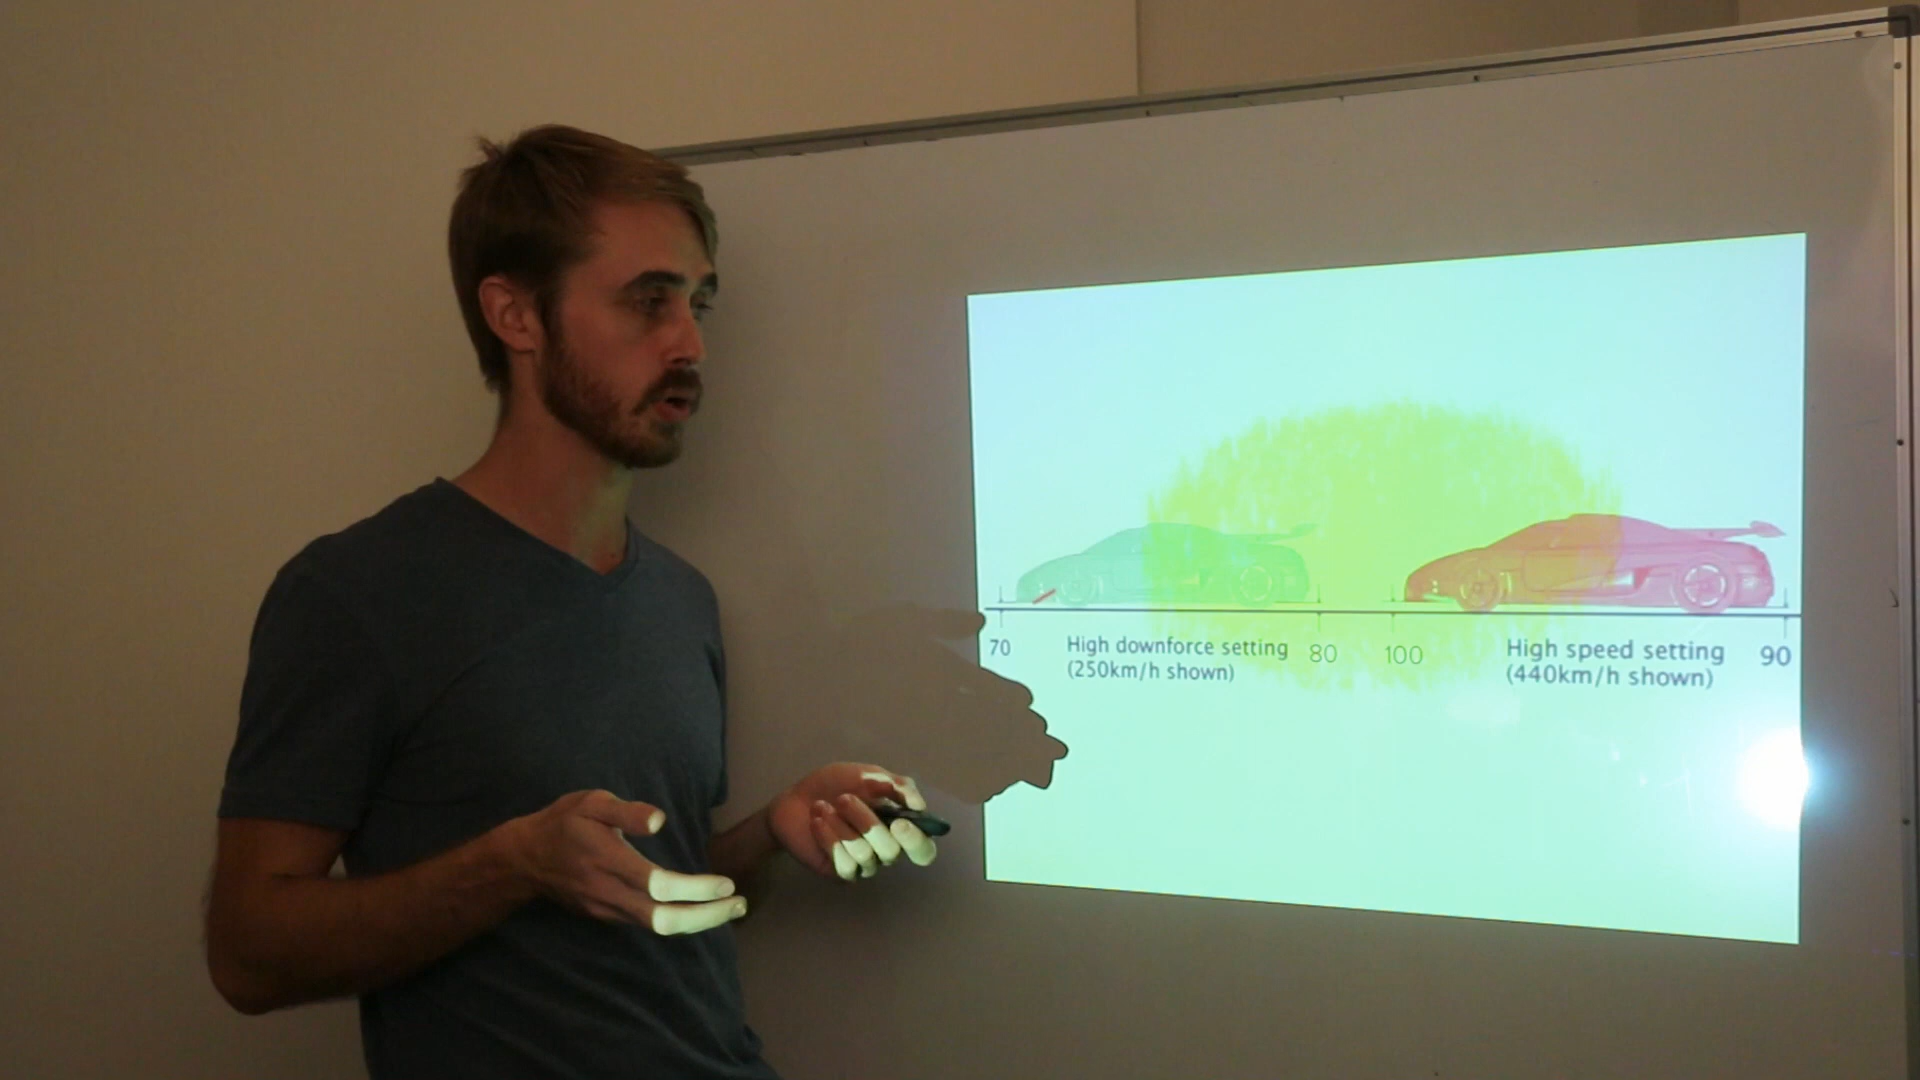 70 High downforce setting 80 100 High speed setting 90
(250km/h shown) (440km/h shown)